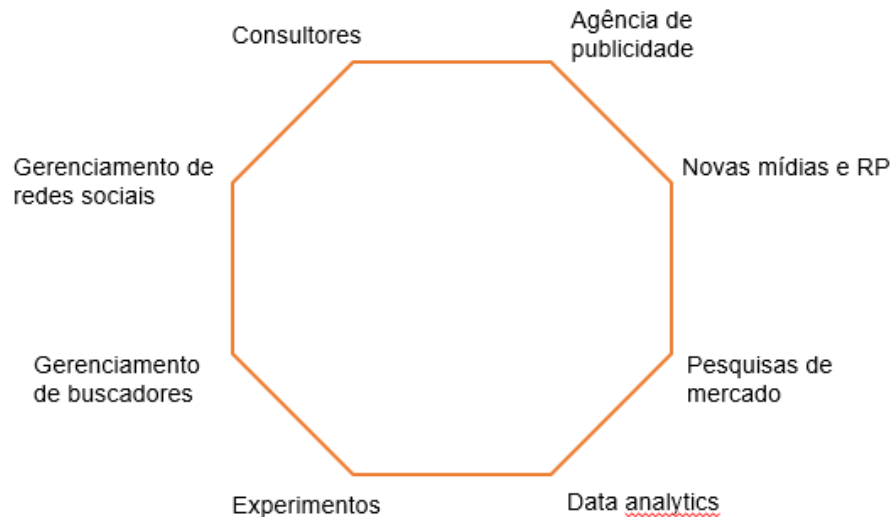 Consultores
Agência de
publicidade
Gerenciamento de
redes sociais
Novas mídias e RP
Gerenciamento
de buscadores
Pesquisas de
mercado
Experimentos
Data analytics